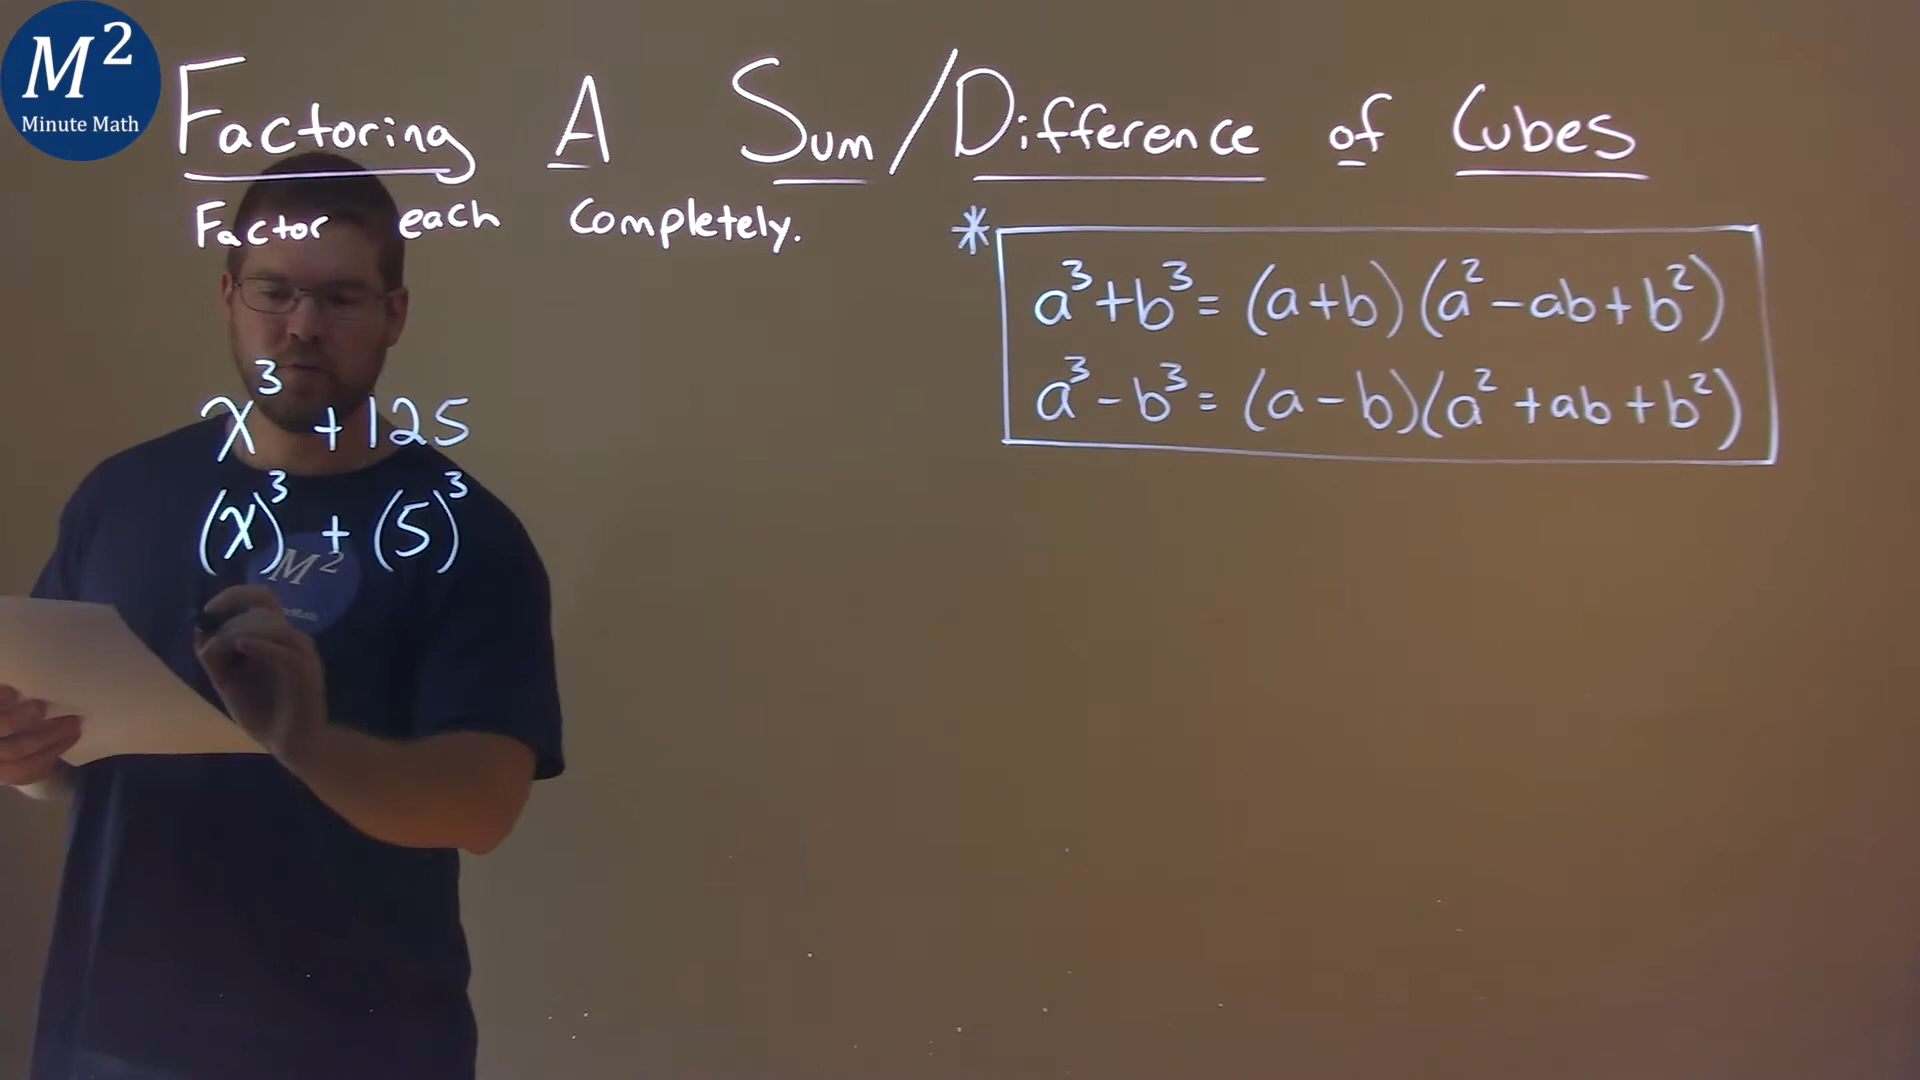 M²
Minute Math
Factoring A Sum/Difference of Cubes
Factor each completely.
*
a³+b³= (a+b)(a²-ab+b²)
a³-b³= (a-b)(a²+ab+b²)
x³+125
(x)³+(5)³
M²